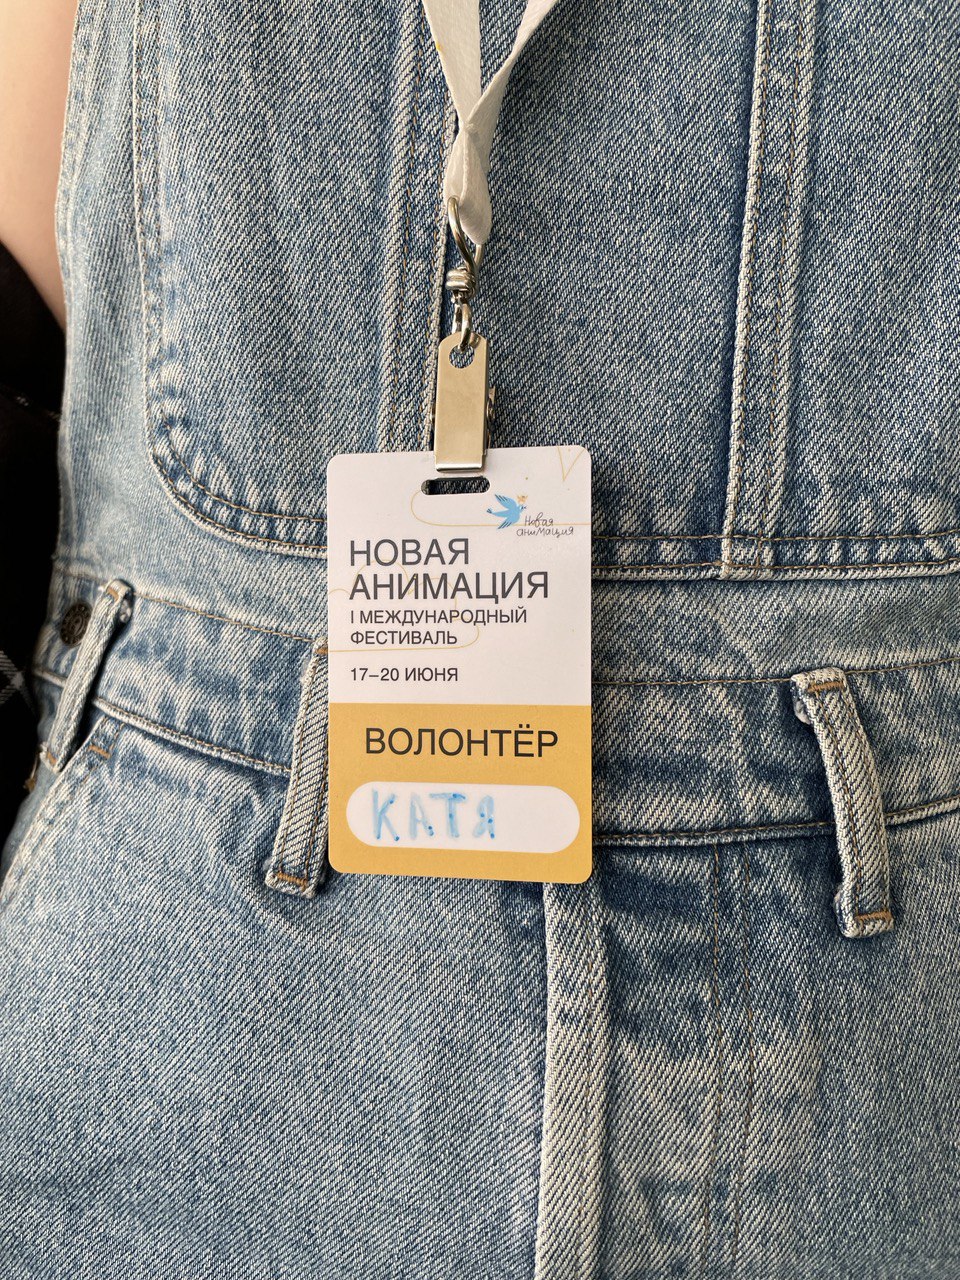 Новая
анимация
НОВАЯ
АНИМАЦИЯ
I МЕЖДУНАРОДНЫЙ
ФЕСТИВАЛЬ
17–20 ИЮНЯ
ВОЛОНТЁР
КАТЯ